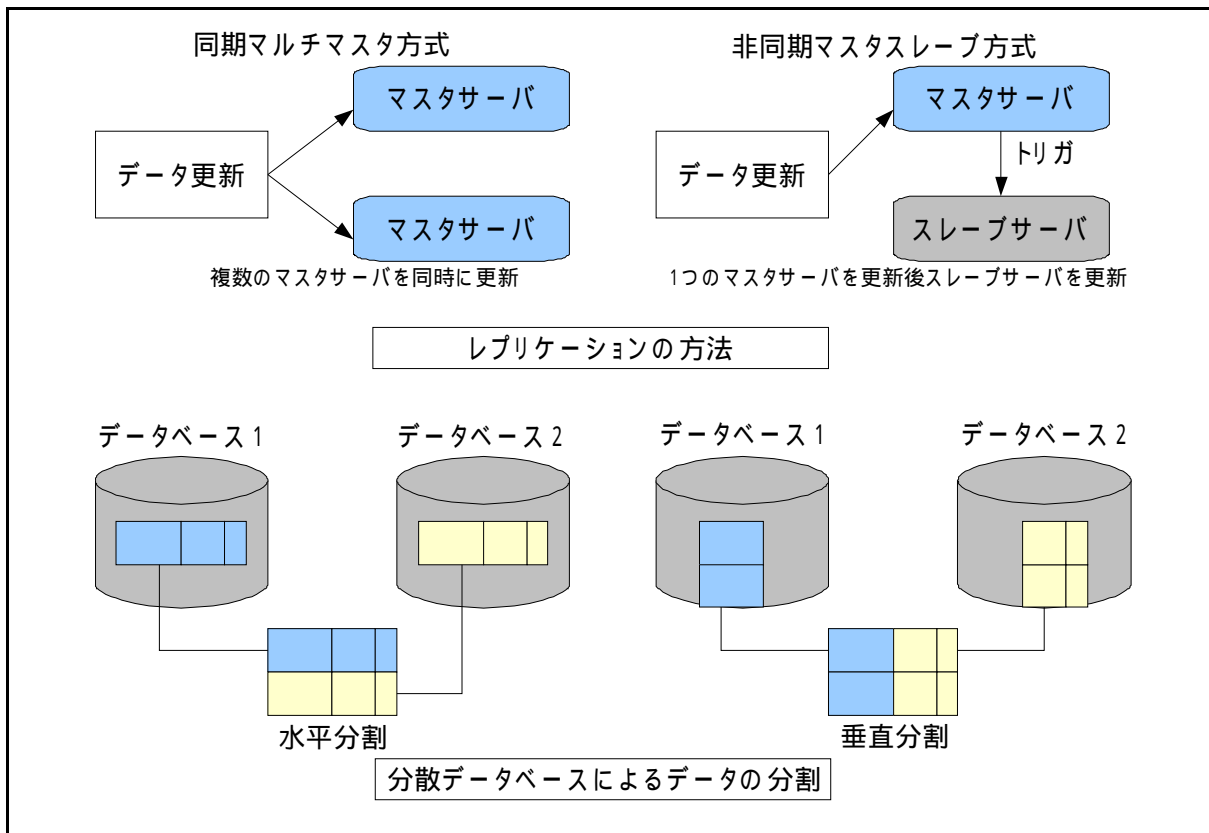 同期マルチマスタ方式
マスタサーバ
データ更新
マスタサーバ
複数のマスタサーバを同時に更新
非同期マスタスレーブ方式
マスタサーバ
データ更新
トリガ
スレーブサーバ
1つのマスタサーバを更新後スレーブサーバを更新
レプリケーションの方法
データベース1
データベース2
水平分割
データベース1
データベース2
垂直分割
分散データベースによるデータの分割